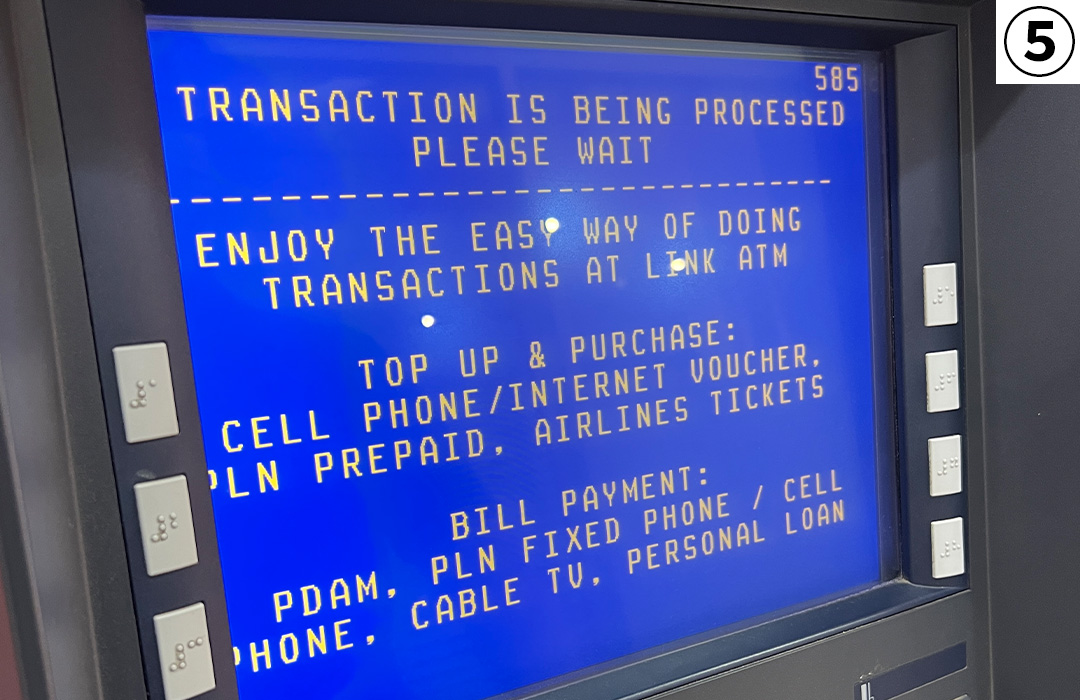 5
585
TRANSACTION IS BEING PROCESSED
PLEASE WAIT
------------------------------
ENJOY THE EASY WAY OF DOING
TRANSACTIONS AT LINK ATM
TOP UP & PURCHASE:
CELL PHONE/INTERNET VOUCHER,
PLN PREPAID, AIRLINES TICKETS
BILL PAYMENT:
PDAM, PLN FIXED PHONE / CELL
PHONE, CABLE TV, PERSONAL LOAN